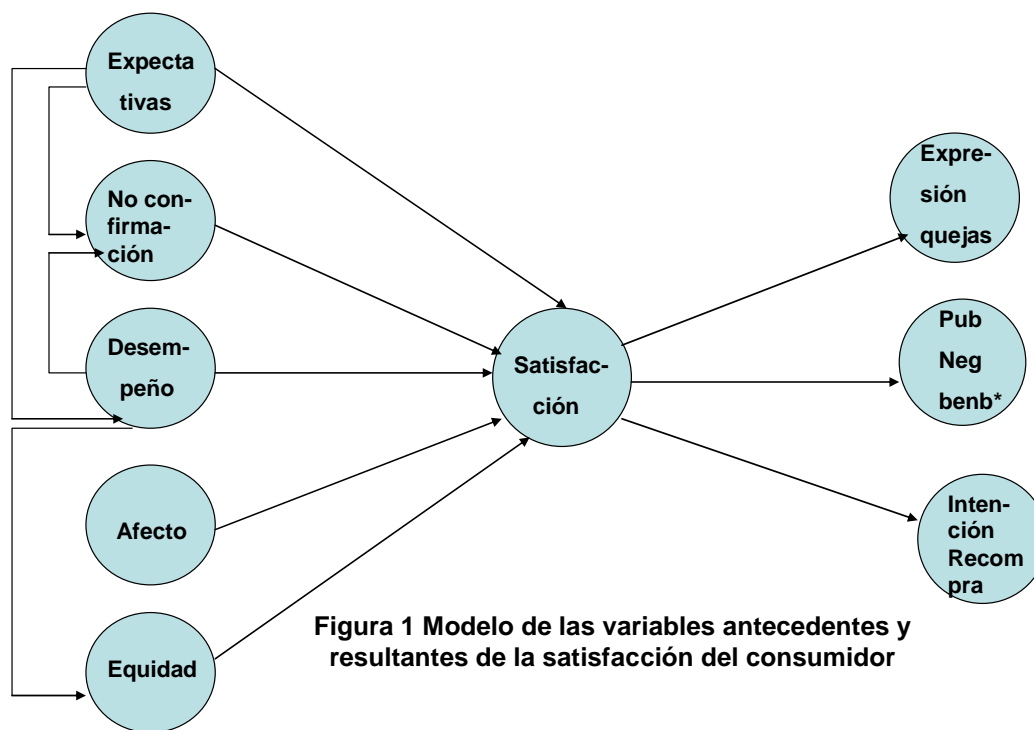 Expecta
tivas
No con-
firma-
ción
Desem-
peño
Afecto
Equidad
Satisfac-
ción
Expre-
sión
quejas
Pub
Neg
benb*
Inten-
ción
Recom
pra
Figura 1 Modelo de las variables antecedentes y
resultantes de la satisfacción del consumidor